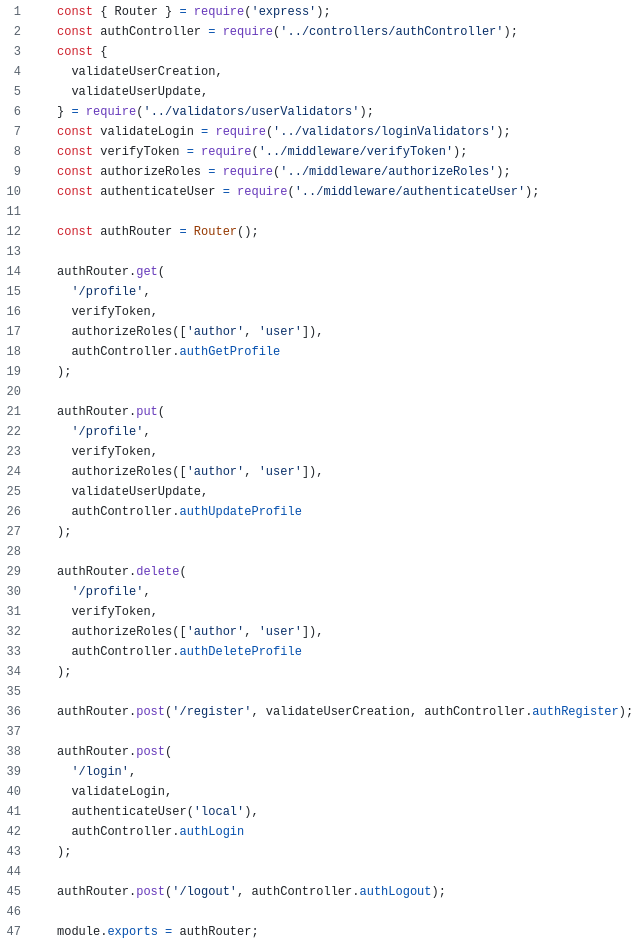 1 const { Router } = require('express');
2 const authController = require('../controllers/authController');
3 const {
4   validateUserCreation,
5   validateUserUpdate,
6 } = require('../validators/userValidators');
7 const validateLogin = require('../validators/loginValidators');
8 const verifyToken = require('../middleware/verifyToken');
9 const authorizeRoles = require('../middleware/authorizeRoles');
10 const authenticateUser = require('../middleware/authenticateUser');
11
12 const authRouter = Router();
13
14 authRouter.get(
15   '/profile',
16   verifyToken,
17   authorizeRoles(['author', 'user']),
18   authController.authGetProfile
19 );
20
21 authRouter.put(
22   '/profile',
23   verifyToken,
24   authorizeRoles(['author', 'user']),
25   validateUserUpdate,
26   authController.authUpdateProfile
27 );
28
29 authRouter.delete(
30   '/profile',
31   verifyToken,
32   authorizeRoles(['author', 'user']),
33   authController.authDeleteProfile
34 );
35
36 authRouter.post('/register', validateUserCreation, authController.authRegister);
37
38 authRouter.post(
39   '/login',
40   validateLogin,
41   authenticateUser('local'),
42   authController.authLogin
43 );
44
45 authRouter.post('/logout', authController.authLogout);
46
47 module.exports = authRouter;